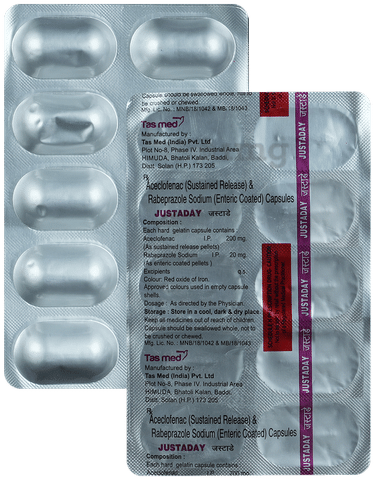 Capsule should be swallowed whole, not to
be crushed or chewed.
Mfg. Lic. No. : MNB/18/1042 & MB/18/1043
Tas med
Manufactured by :
Tas Med (India) Pvt. Ltd
Plot No-8, Phase IV. Industrial Area
HIMUDA, Bhatoli Kalan, Baddi,
Distt. Solan (H.P.) 173 205
Rx
Aceclofenac (Sustained Release) &
Rabeprazole Sodium (Enteric Coated) Capsules
JUSTADAY जस्टाडे
Composition :
Each hard gelatin capsule contains
Aceclofenac I.P. 200 mg.
(As sustained release pellets)
Rabeprazole Sodium I.P. 20 mg.
(As enteric coated pellets )
Excipients q.s.
Colour: Red oxide of Iron.
Approved colours used in empty capsule
shells.
Dosage : As directed by the Physician
Storage : Store in a cool, dark & dry place.
Keep all medicines out of reach of children.
Capsule should be swallowed whole, not to
be crushed or chewed.
Mfg. Lic. No. : MNB/18/1042 & MB/18/1043
Tas med
Manufactured by :
Tas Med (India) Pvt. Ltd
Plot No-8, Phase IV. Industrial Area
HIMUDA, Bhatoli Kalan, Baddi,
Distt. Solan (H.P.) 173 205
Rx
Aceclofenac (Sustained Release) &
Rabeprazole Sodium (Enteric Coated) Capsules
JUSTADAY जस्टाडे
Composition :
Each hard gelatin capsule contains
Aceclofenac I.P. 200 mg.
JUSTADAY जस्टाडे
JUSTADAY जस्टाडे
JUSTADAY जस्टाडे
JUSTADAY